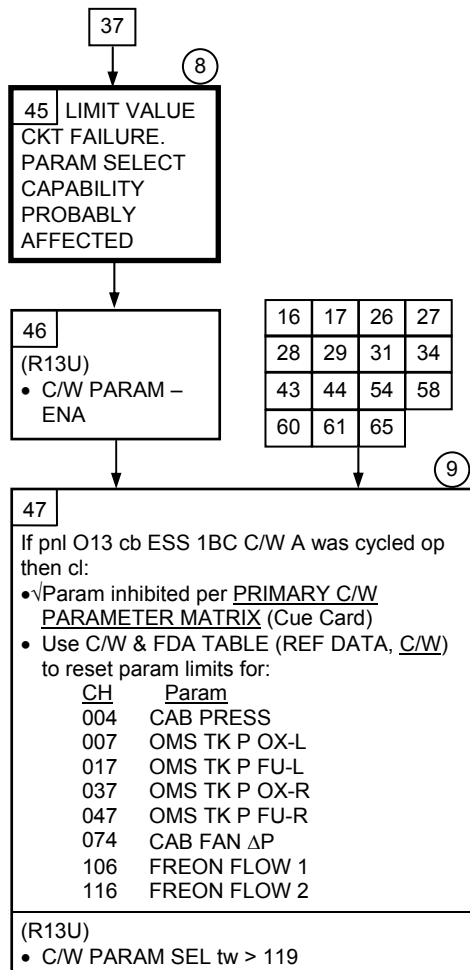 37
8
45 LIMIT VALUE
CKT FAILURE.
PARAM SELECT
CAPABILITY
PROBABLY
AFFECTED
46
(R13U)
• C/W PARAM –
ENA
16 17 26 27
28 29 31 34
43 44 54 58
60 61 65
9
47
If pnl O13 cb ESS 1BC C/W A was cycled op
then cl:
•√Param inhibited per PRIMARY C/W
PARAMETER MATRIX (Cue Card)
• Use C/W & FDA TABLE (REF DATA, C/W)
to reset param limits for:
CH Param
004 CAB PRESS
007 OMS TK P OX-L
017 OMS TK P FU-L
037 OMS TK P OX-R
047 OMS TK P FU-R
074 CAB FAN ∆P
106 FREON FLOW 1
116 FREON FLOW 2
(R13U)
• C/W PARAM SEL tw > 119